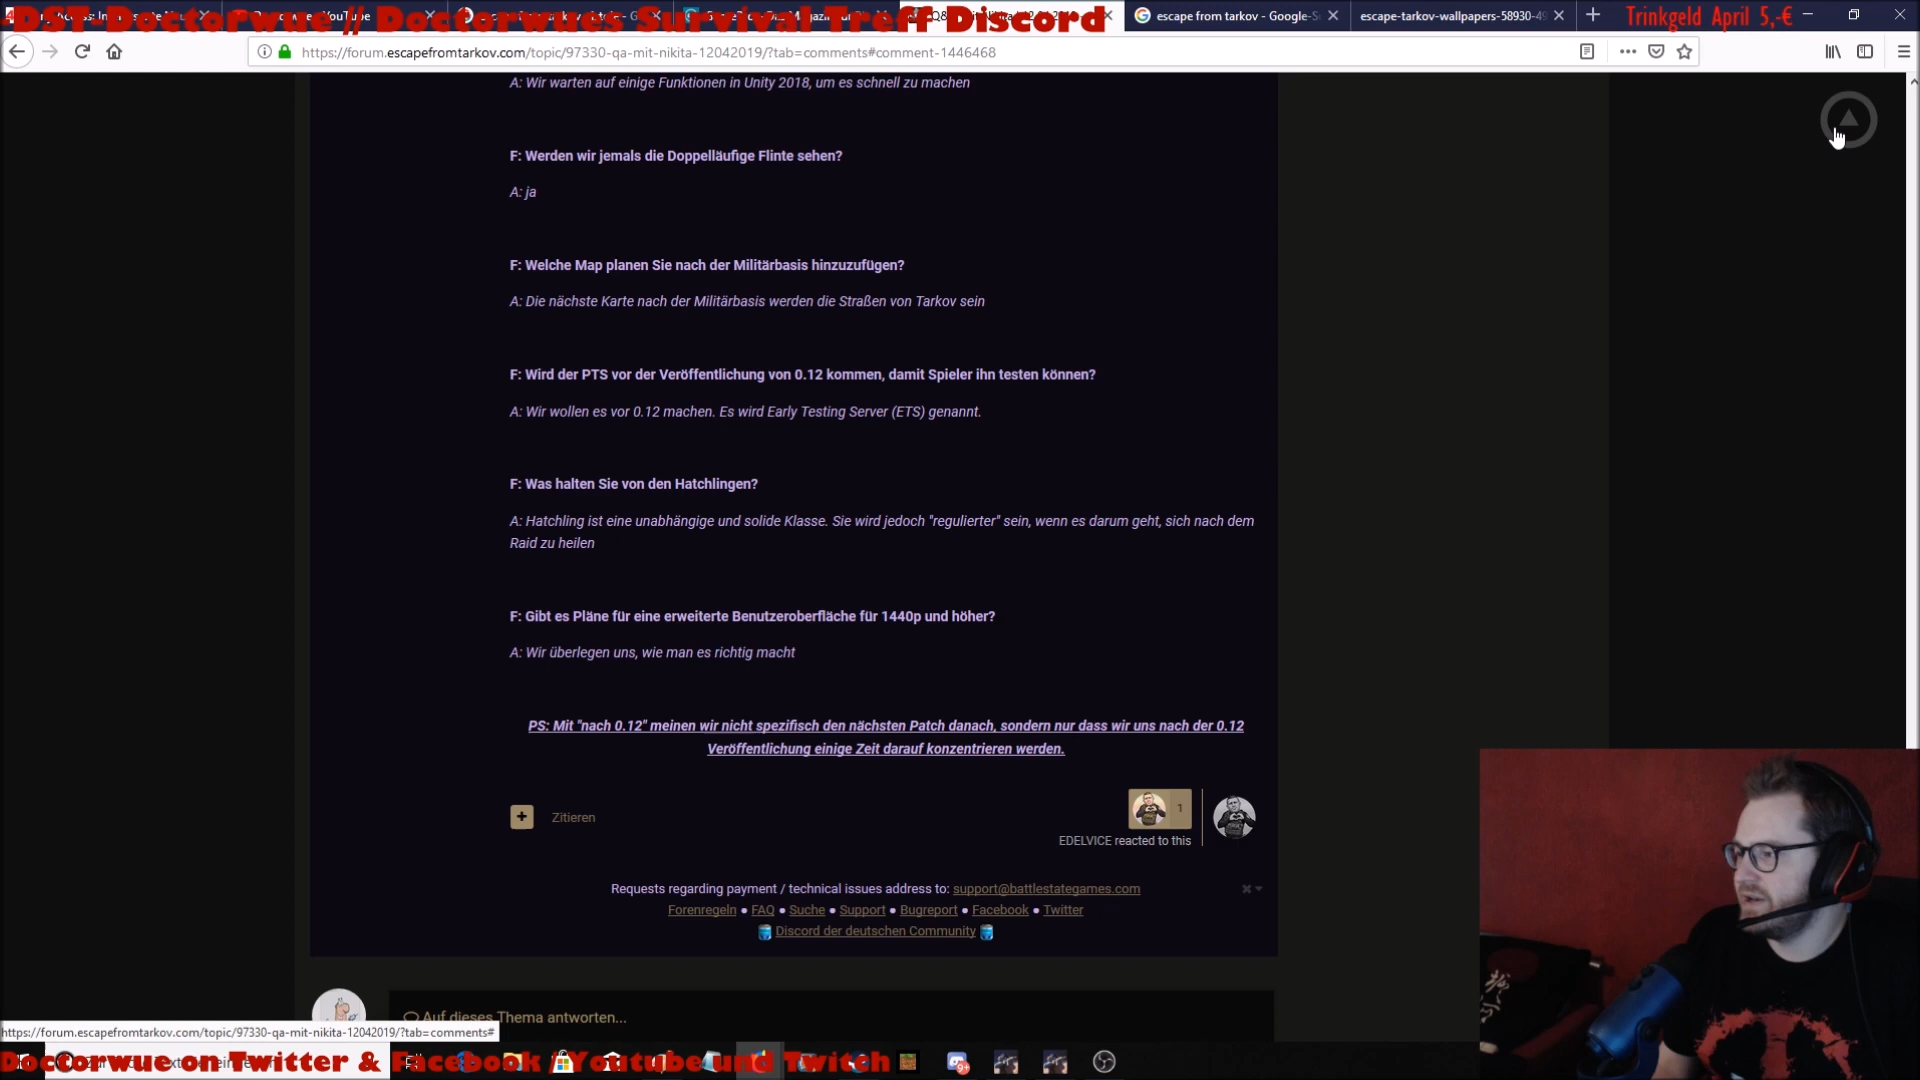 DST Doctorwue // Doctorwues Survival Treff Discord
Trinkgeld April 5,-€
escape from tarkov - Google-S
escape-tarkov-wallpapers-58930-49
https://forum.escapefromtarkov.com/topic/97330-qa-mit-nikita-12042019/?tab=comments#comment-1446468
A: Wir warten auf einige Funktionen in Unity 2018, um es schnell zu machen
F: Werden wir jemals die Doppelläufige Flinte sehen?
A: ja
F: Welche Map planen Sie nach der Militärbasis hinzuzufügen?
A: Die nächste Karte nach der Militärbasis werden die Straßen von Tarkov sein
F: Wird der PTS vor der Veröffentlichung von 0.12 kommen, damit Spieler ihn testen können?
A: Wir wollen es vor 0.12 machen. Es wird Early Testing Server (ETS) genannt.
F: Was halten Sie von den Hatchlingen?
A: Hatchling ist eine unabhängige und solide Klasse. Sie wird jedoch "regulierter" sein, wenn es darum geht, sich nach dem
Raid zu heilen
F: Gibt es Pläne für eine erweiterte Benutzeroberfläche für 1440p und höher?
A: Wir überlegen uns, wie man es richtig macht
PS: Mit "nach 0.12" meinen wir nicht spezifisch den nächsten Patch danach, sondern nur dass wir uns nach der 0.12
Veröffentlichung einige Zeit darauf konzentrieren werden.
Zitieren
1
EDELVICE reacted to this
Requests regarding payment / technical issues address to: support@battlestategames.com
Forenregeln ● FAQ ● Suche ● Support ● Bugreport ● Facebook ● Twitter
Discord der deutschen Community
Auf dieses Thema antworten...
https://forum.escapefromtarkov.com/topic/97330-qa-mit-nikita-12042019/?tab=comments#
Doctorwue on Twitter & Facebook / Youtube und Twitch
9+